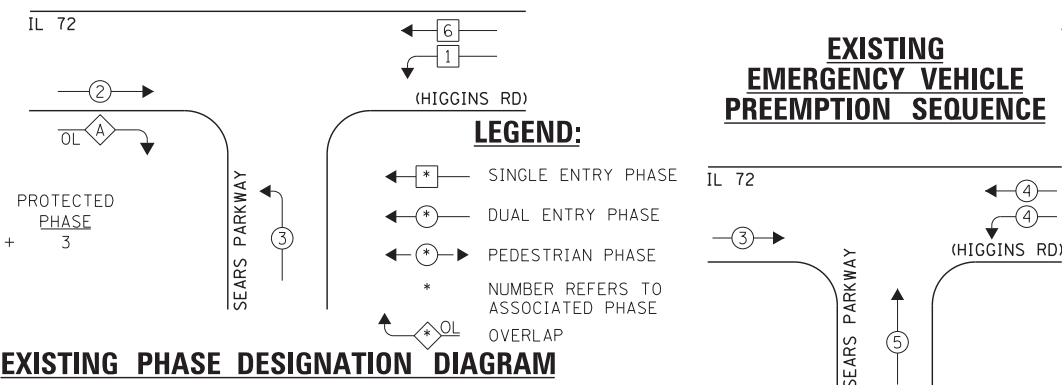 IL 72
6
1
2
(HIGGINS RD)
OL A
PROTECTED
PHASE
+ 3
SEARS PARKWAY
3
LEGEND:
* SINGLE ENTRY PHASE
* DUAL ENTRY PHASE
* PEDESTRIAN PHASE
* NUMBER REFERS TO
ASSOCIATED PHASE
* OL OVERLAP
EXISTING PHASE DESIGNATION DIAGRAM
EXISTING
EMERGENCY VEHICLE
PREEMPTION SEQUENCE
IL 72
4
4
3
(HIGGINS RD)
SEARS PARKWAY
5